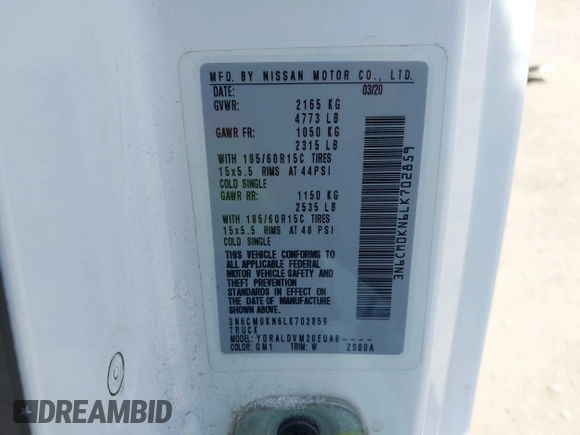 MFD. BY NISSAN MOTOR CO., LTD.
DATE: 03/20
GVWR: 2165 KG
4773 LB
GAWR FR: 1050 KG
2315 LB
WITH 185/60R15C TIRES
15x5.5 RIMS AT 44PSI
COLD SINGLE
GAWR RR: 1150 KG
2535 LB
WITH 185/60R15C TIRES
15x5.5 RIMS AT 48 PSI
COLD SINGLE
THIS VEHICLE CONFORMS TO
ALL APPLICABLE FEDERAL
MOTOR VEHICLE SAFETY AND
THEFT PREVENTION
STANDARDS IN EFFECT ON
THE DATE OF MANUFACTURE
SHOWN ABOVE.
3N6CM0KN6LK702859
TRUCK
MODEL: YDRALDVM20EUAB----
COLOR: QM1 TRIM: W ZS00A
3N6CM0KN6LK702859
DREAMBID